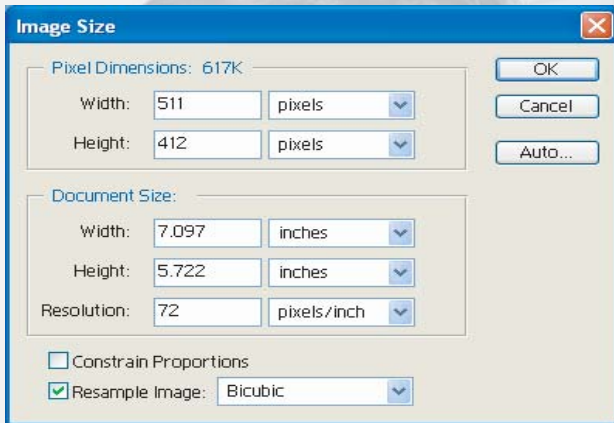 Image Size
Pixel Dimensions: 617K
Width: 511 pixels
Height: 412 pixels
OK
Cancel
Auto...
Document Size:
Width: 7.097 inches
Height: 5.722 inches
Resolution: 72 pixels/inch
Constrain Proportions
Resample Image: Bicubic